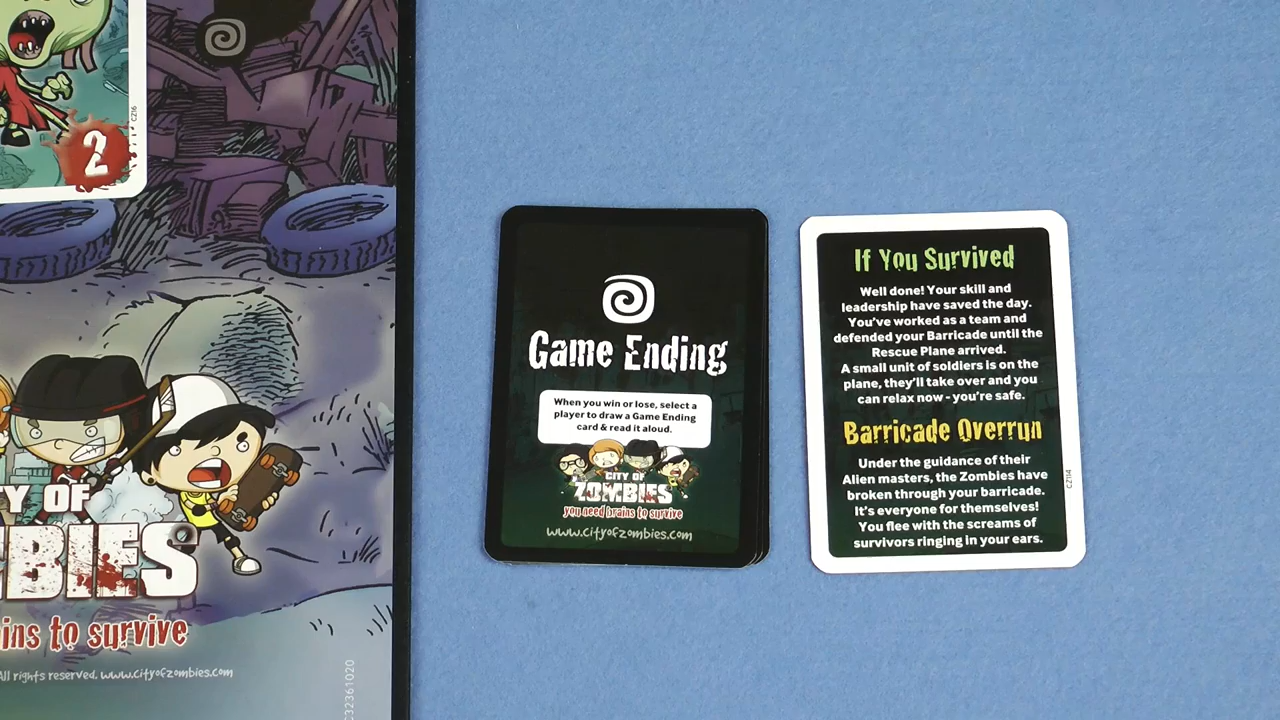 CZ16
2
Game Ending
When you win or lose, select a
player to draw a Game Ending
card & read it aloud.
CITY OF
ZOMBIES
you need brains to survive
www.cityofzombies.com
If You Survived
Well done! Your skill and
leadership have saved the day.
You've worked as a team and
defended your Barricade until the
Rescue Plane arrived.
A small unit of soldiers is on the
plane, they'll take over and you
can relax now - you're safe.
Barricade Overrun
Under the guidance of their
Alien masters, the Zombies have
broken through your barricade.
It's everyone for themselves!
You flee with the screams of
survivors ringing in your ears.
CZ114
Y OF
BIES
ins to survive
All rights reserved. www.cityofzombies.com
C32361020